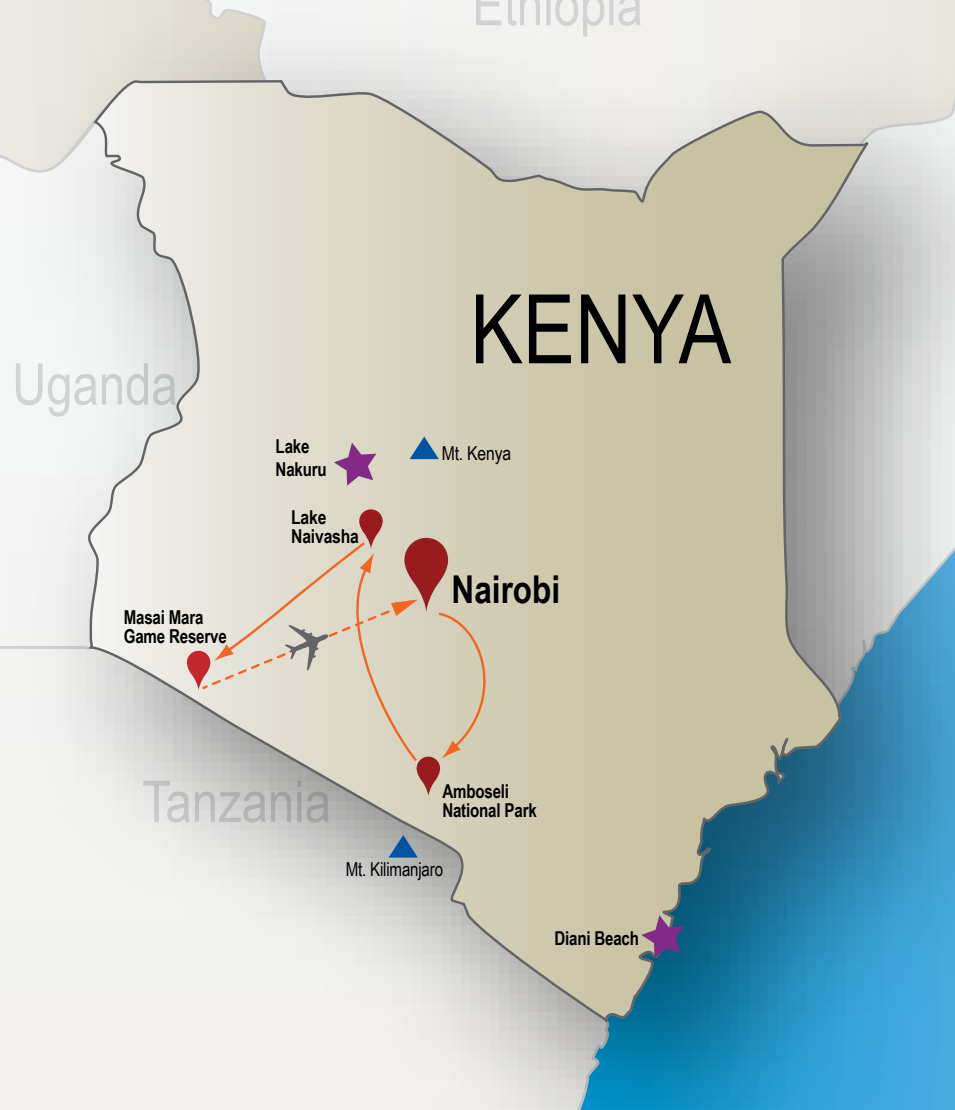 Ethiopia
KENYA
Uganda
Lake
Nakuru
Mt. Kenya
Lake
Naivasha
Nairobi
Masai Mara
Game Reserve
Tanzania
Amboseli
National Park
Mt. Kilimanjaro
Diani Beach